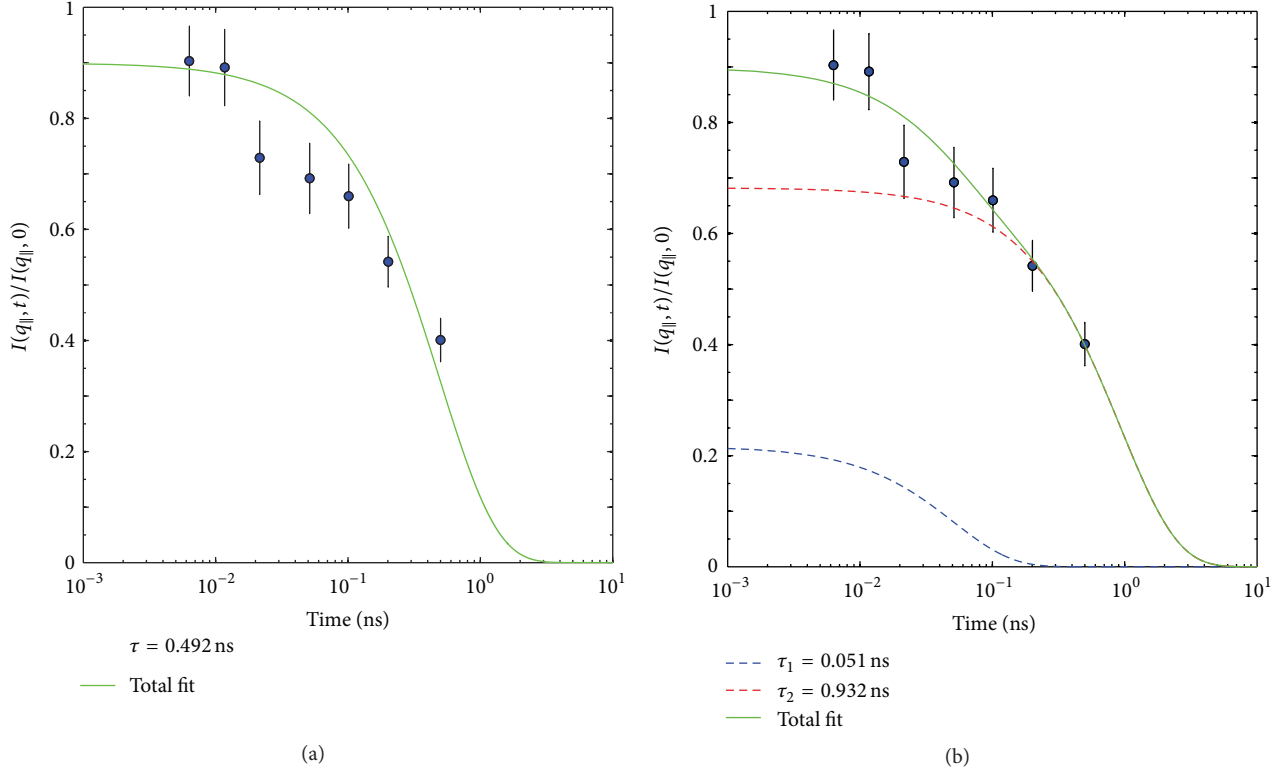 1
0.8
0.6
0.4
0.2
0
I(q∥, t)/I(q∥, 0)
10⁻³ 10⁻² 10⁻¹ 10⁰ 10¹
Time (ns)
τ = 0.492 ns
Total fit
(a)
1
0.8
0.6
0.4
0.2
0
I(q∥, t)/I(q∥, 0)
10⁻³ 10⁻² 10⁻¹ 10⁰ 10¹
Time (ns)
τ₁ = 0.051 ns
τ₂ = 0.932 ns
Total fit
(b)